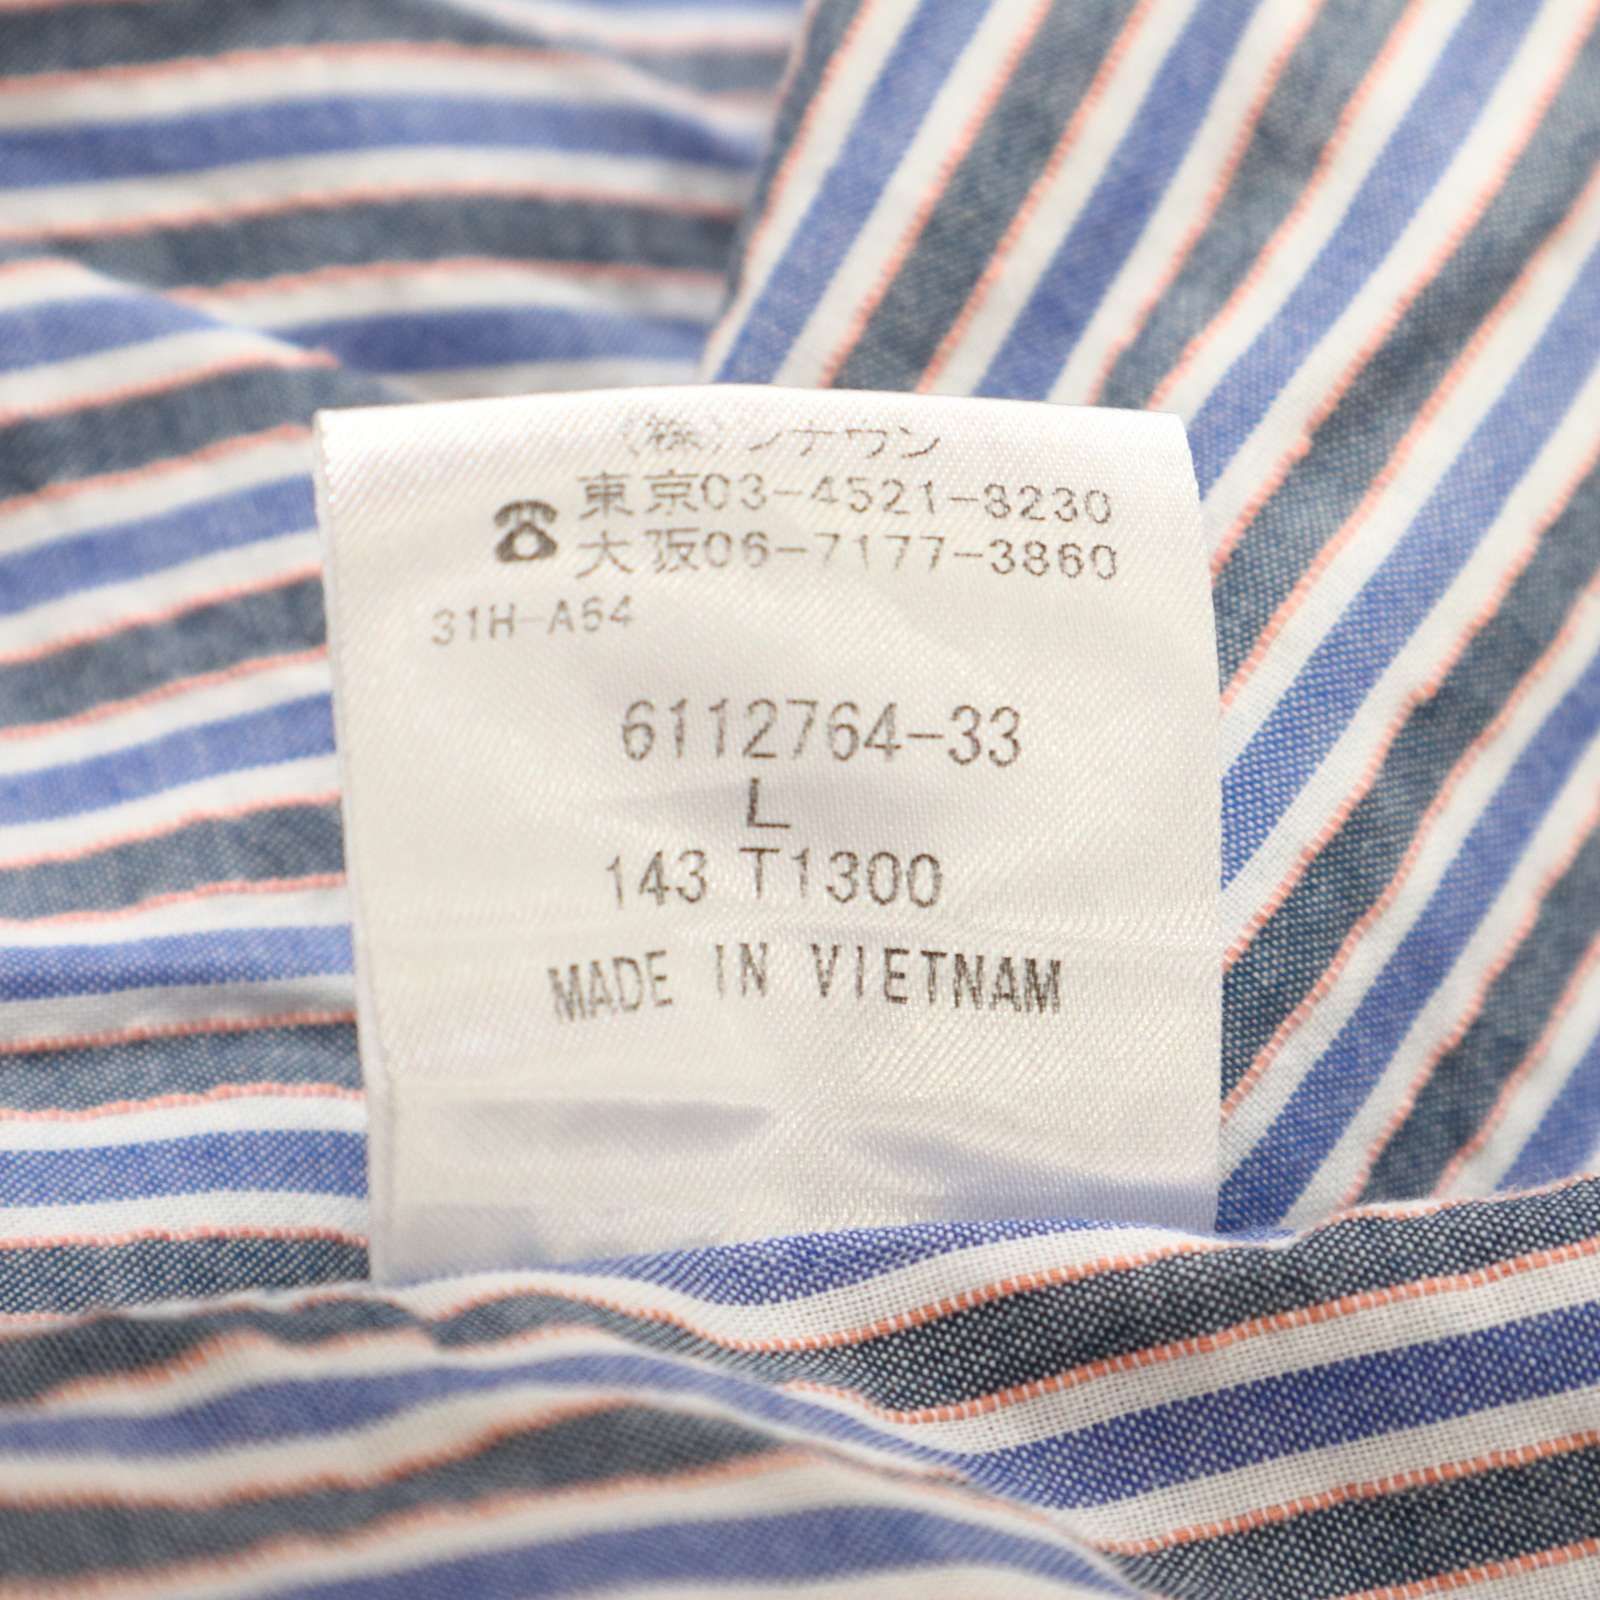 (株)ソナウン
東京03-4521-8230
大阪06-7177-3860
31H-A64
6112764-33
L
143 T1300
MADE IN VIETNAM